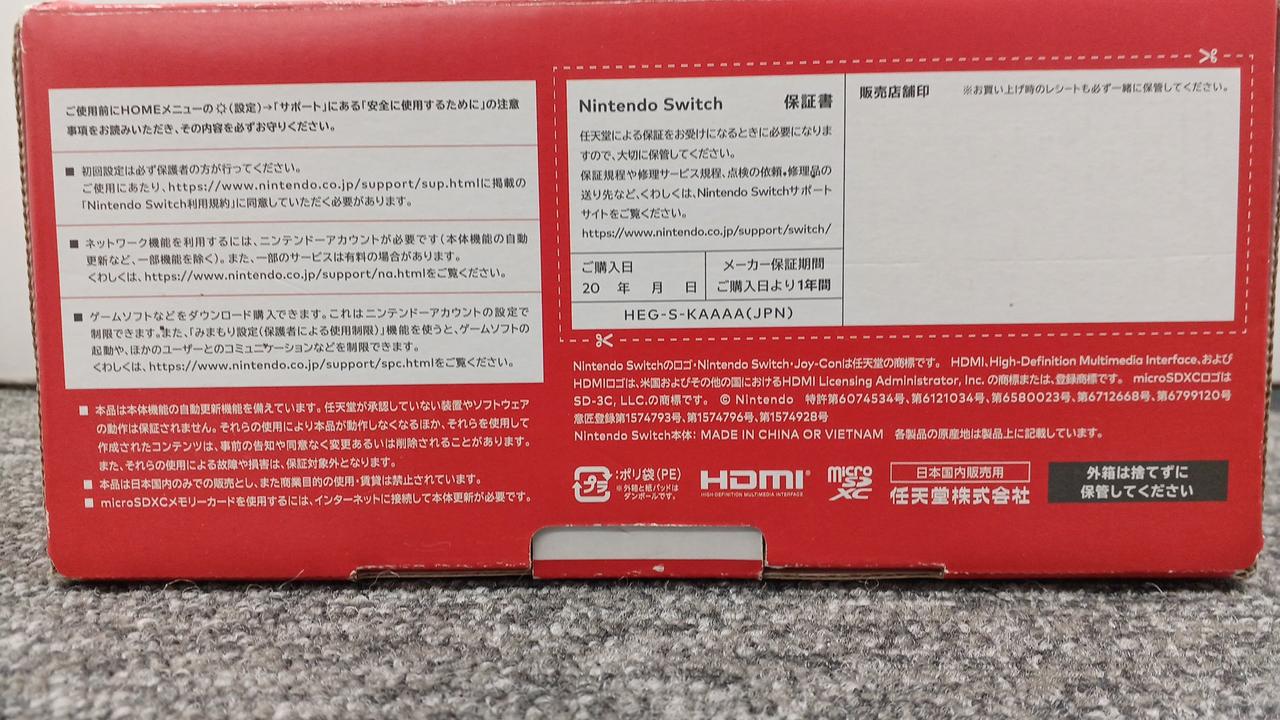 ご使用前にHOMEメニューの(設定)→「サポート」にある「安全に使用するために」の注意
事項をお読みいただき、その内容を必ずお守りください。
■ 初回設定は必ず保護者の方が行ってください。
ご使用にあたり、https://www.nintendo.co.jp/support/sup.htmlに掲載の
「Nintendo Switch利用規約」に同意していただく必要があります。
■ ネットワーク機能を利用するには、ニンテンドーアカウントが必要です(本体機能の自動
更新など、一部機能を除く)。また、一部のサービスは有料の場合があります。
くわしくは、https://www.nintendo.co.jp/support/na.htmlをご覧ください。
■ ゲームソフトなどをダウンロード購入できます。これはニンテンドーアカウントの設定で
制限できます。また、「みまもり設定(保護者による使用制限)」機能を使うと、ゲームソフトの
起動や、ほかのユーザーとのコミュニケーションなどを制限できます。
くわしくは、https://www.nintendo.co.jp/support/spc.htmlをご覧ください。
■ 本品は本体機能の自動更新機能を備えています。任天堂が承認していない装置やソフトウェア
の動作は保証されません。それらの使用により本品が動作しなくなるほか、それらを使用して
作成されたコンテンツは、事前の告知や同意なく変更あるいは削除されることがあります。
また、それらの使用による故障や損害は、保証対象外となります。
■ 本品は日本国内のみでの販売とし、また商業目的の使用・賃貸は禁止されています。
■ microSDXCメモリーカードを使用するには、インターネットに接続して本体更新が必要です。
Nintendo Switch 保証書
任天堂による保証をお受けになるときに必要になりま
すので、大切に保管してください。
保証規程や修理サービス規程、点検の依頼、修理品の
送り先など、くわしくは、Nintendo Switchサポート
サイトをご覧ください。
https://www.nintendo.co.jp/support/switch/
ご購入日
20 年 月 日
メーカー保証期間
ご購入日より1年間
HEG-S-KAAAA(JPN)
販売店舗印 ※お買い上げ時のレシートも必ず一緒に保管してください。
Nintendo Switchのロゴ・Nintendo Switch・Joy-Conは任天堂の商標です。 HDMI、High-Definition Multimedia Interface、および
HDMIロゴは、米国およびその他の国におけるHDMI Licensing Administrator, Inc. の商標または、登録商標です。 microSDXCロゴは
SD-3C, LLC.の商標です。 © Nintendo 特許第6074534号、第6121034号、第6580023号、第6712668号、第6799120号
意匠登録第1574793号、第1574796号、第1574928号
Nintendo Switch本体: MADE IN CHINA OR VIETNAM 各製品の原産地は製品上に記載しています。
プラ
:ポリ袋(PE)
※外箱と紙パッドは
ダンボールです。
HDMI®
HIGH-DEFINITION MULTIMEDIA INTERFACE
micro
SD
XC
日本国内販売用
任天堂株式会社
外箱は捨てずに
保管してください